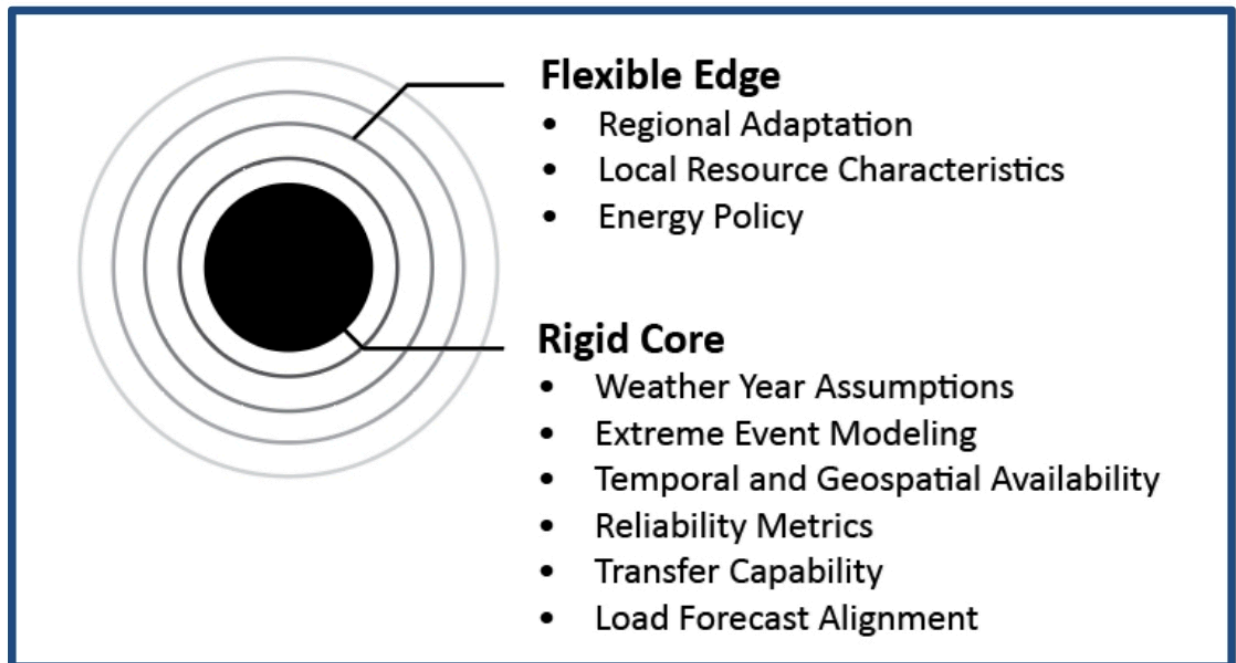 Flexible Edge
• Regional Adaptation
• Local Resource Characteristics
• Energy Policy
Rigid Core
• Weather Year Assumptions
• Extreme Event Modeling
• Temporal and Geospatial Availability
• Reliability Metrics
• Transfer Capability
• Load Forecast Alignment